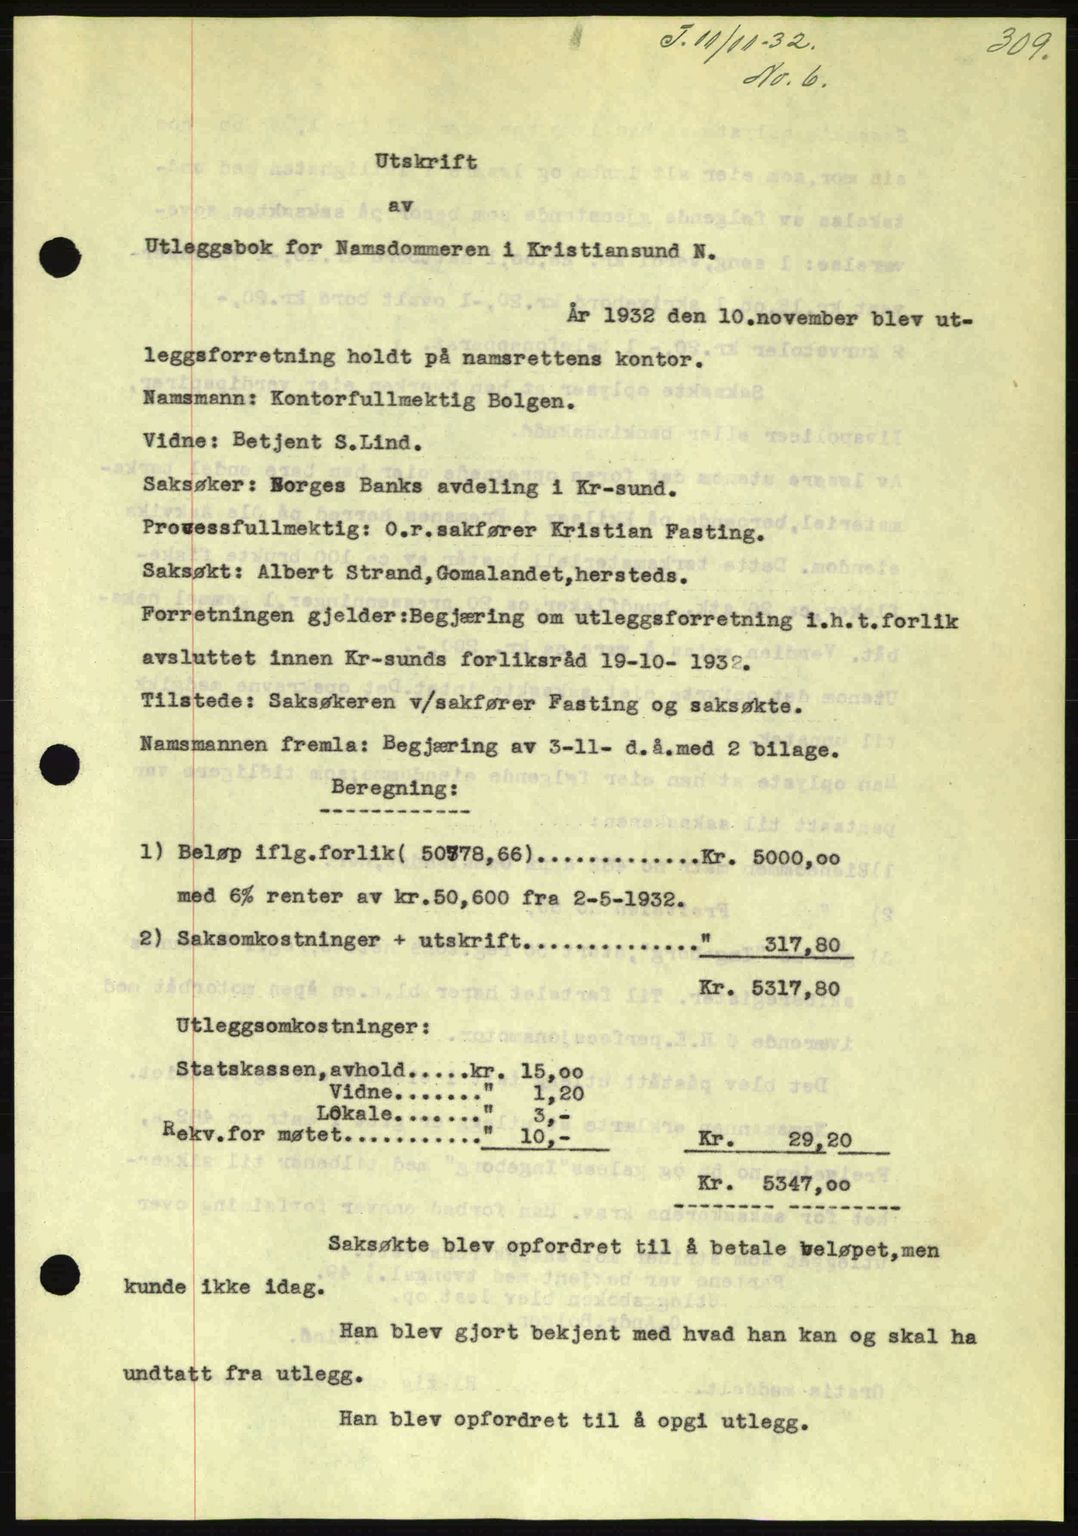 T. 11/11-32.
309.
No. 6.
Utskrift
av
Utleggsbok for Namsdommeren i Kristiansund N.
År 1932 den 10.november blev ut-
leggsforretning holdt på namsrettens kontor.
Namsmann: Kontorfullmektig Bolgen.
Vidne: Betjent S.Lind.
Saksøker: Norges Banks avdeling i Kr-sund.
Prosessfullmektig: O.r.sakfører Kristian Fasting.
Saksøkt: Albert Strand,Gomalandet,hersteds.
Forretningen gjelder:Begjæring om utleggsforretning i.h.t.forlik
avsluttet innen Kr-sunds forliksråd 19-10- 1932.
Tilstede: Saksøkeren v/sakfører Fasting og saksøkte.
Namsmannen fremla: Begjæring av 3-11- d.å.med 2 bilage.
Beregning:
------------
1) Beløp iflg.forlik( 50778,66).............Kr. 5000,oo
med 6% renter av kr.50,600 fra 2-5-1932.
2) Saksomkostninger + utskrift.............." 317,80
Kr. 5317,80
Utleggsomkostninger:
Statskassen,avhold.....kr. 15,oo
Vidne......." 1,20
Lokale......." 3,-
Rekv.for møtet..........." 10,- Kr. 29,20
Kr. 5347,oo
-------- ---------
Saksøkte blev opfordret til å betale beløpet,men
kunde ikke idag.
Han blev gjort bekjent med hvad han kan og skal ha
undtatt fra utlegg.
Han blev opfordret til å opgi utlegg.